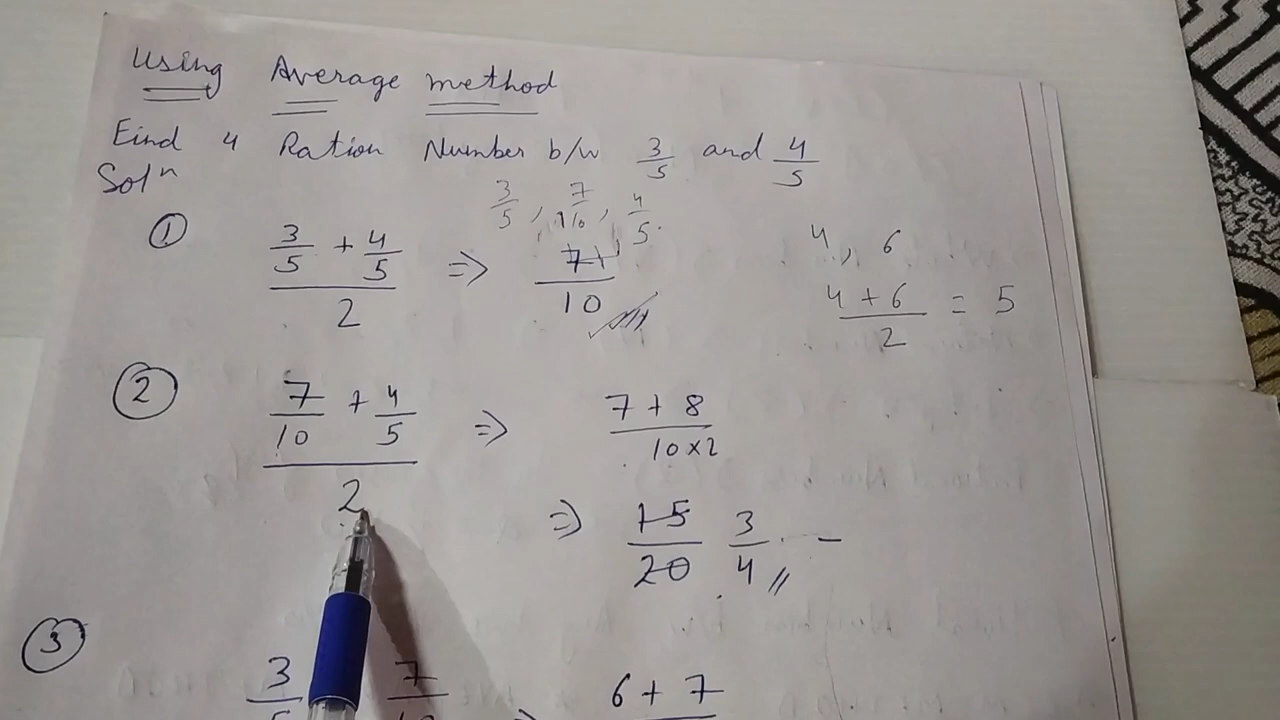 Using Average method
Find 4 Ration Number b/w 3/5 and 4/5
Solⁿ
3/5, 7/10, 4/5.
① (3/5 + 4/5)/2 ⇒ 7/10
4, 6
(4 + 6)/2 = 5
② (7/10 + 4/5)/2 ⇒ (7 + 8)/(10×2)
⇒ 15/20 3/4
③
3/5 7/10 ⇒ 6 + 7